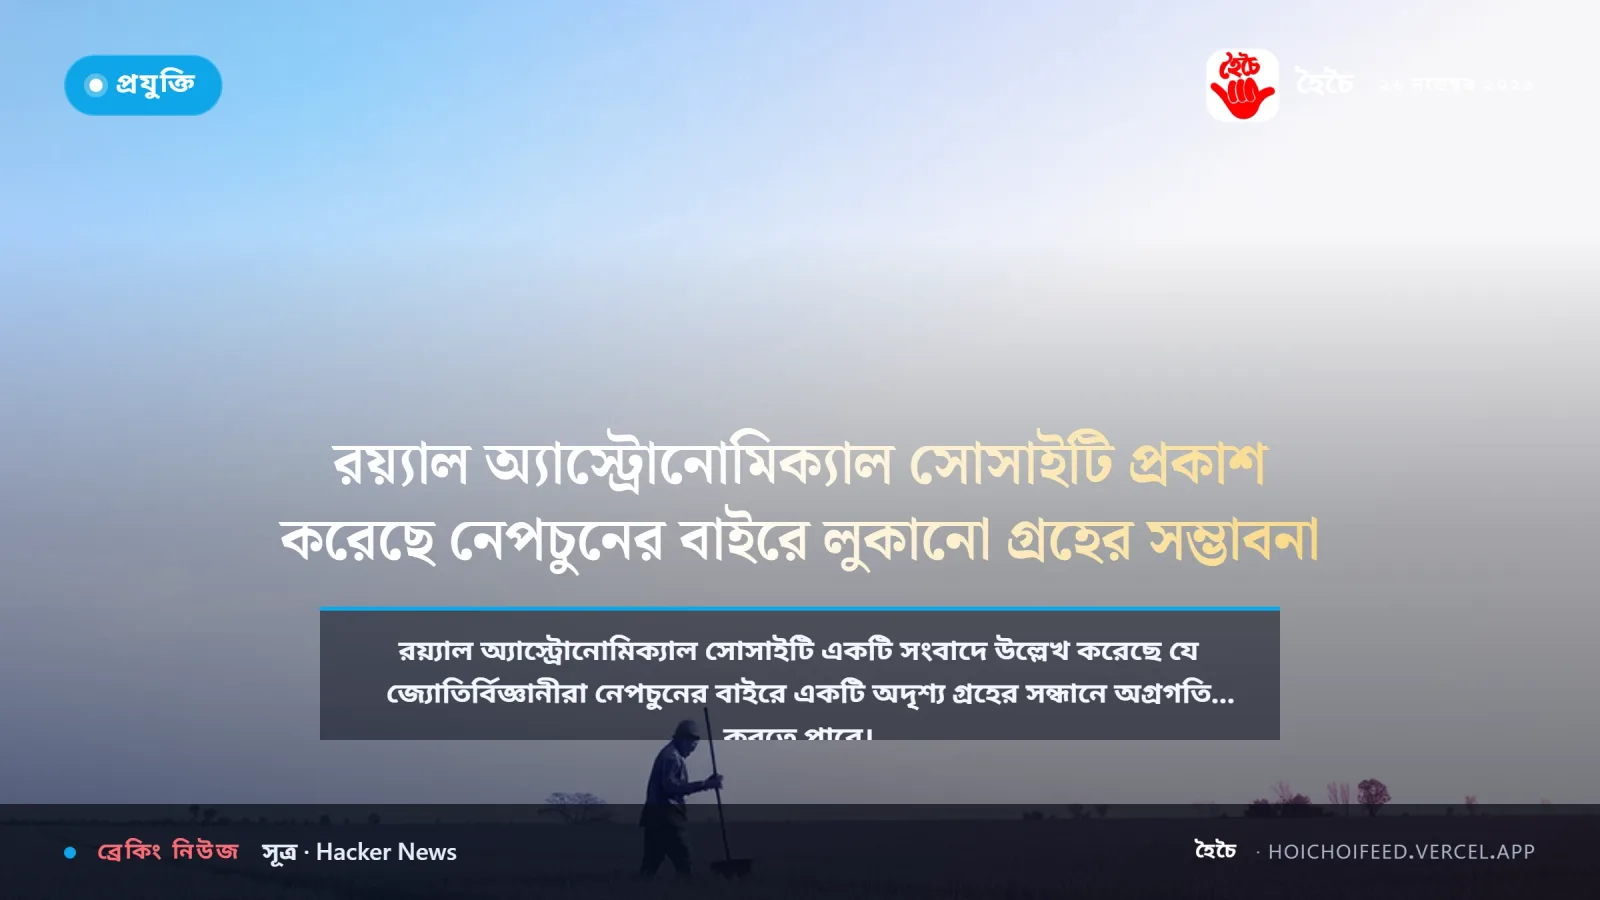 প্রযুক্তি
হৈচৈ
হৈচৈ
রয়্যাল অ্যাস্ট্রোনোমিক্যাল সোসাইটি প্রকাশ
করেছে নেপচুনের বাইরে লুকানো গ্রহের সম্ভাবনা
রয়্যাল অ্যাস্ট্রোনোমিক্যাল সোসাইটি একটি সংবাদে উল্লেখ করেছে যে
জ্যোতির্বিজ্ঞানীরা নেপচুনের বাইরে একটি অদৃশ্য গ্রহের সন্ধানে অগ্রগতি...
করতে পারে।
ব্রেকিং নিউজ সূত্র · Hacker News
হৈচৈ · HOICHOIFEED.VERCEL.APP